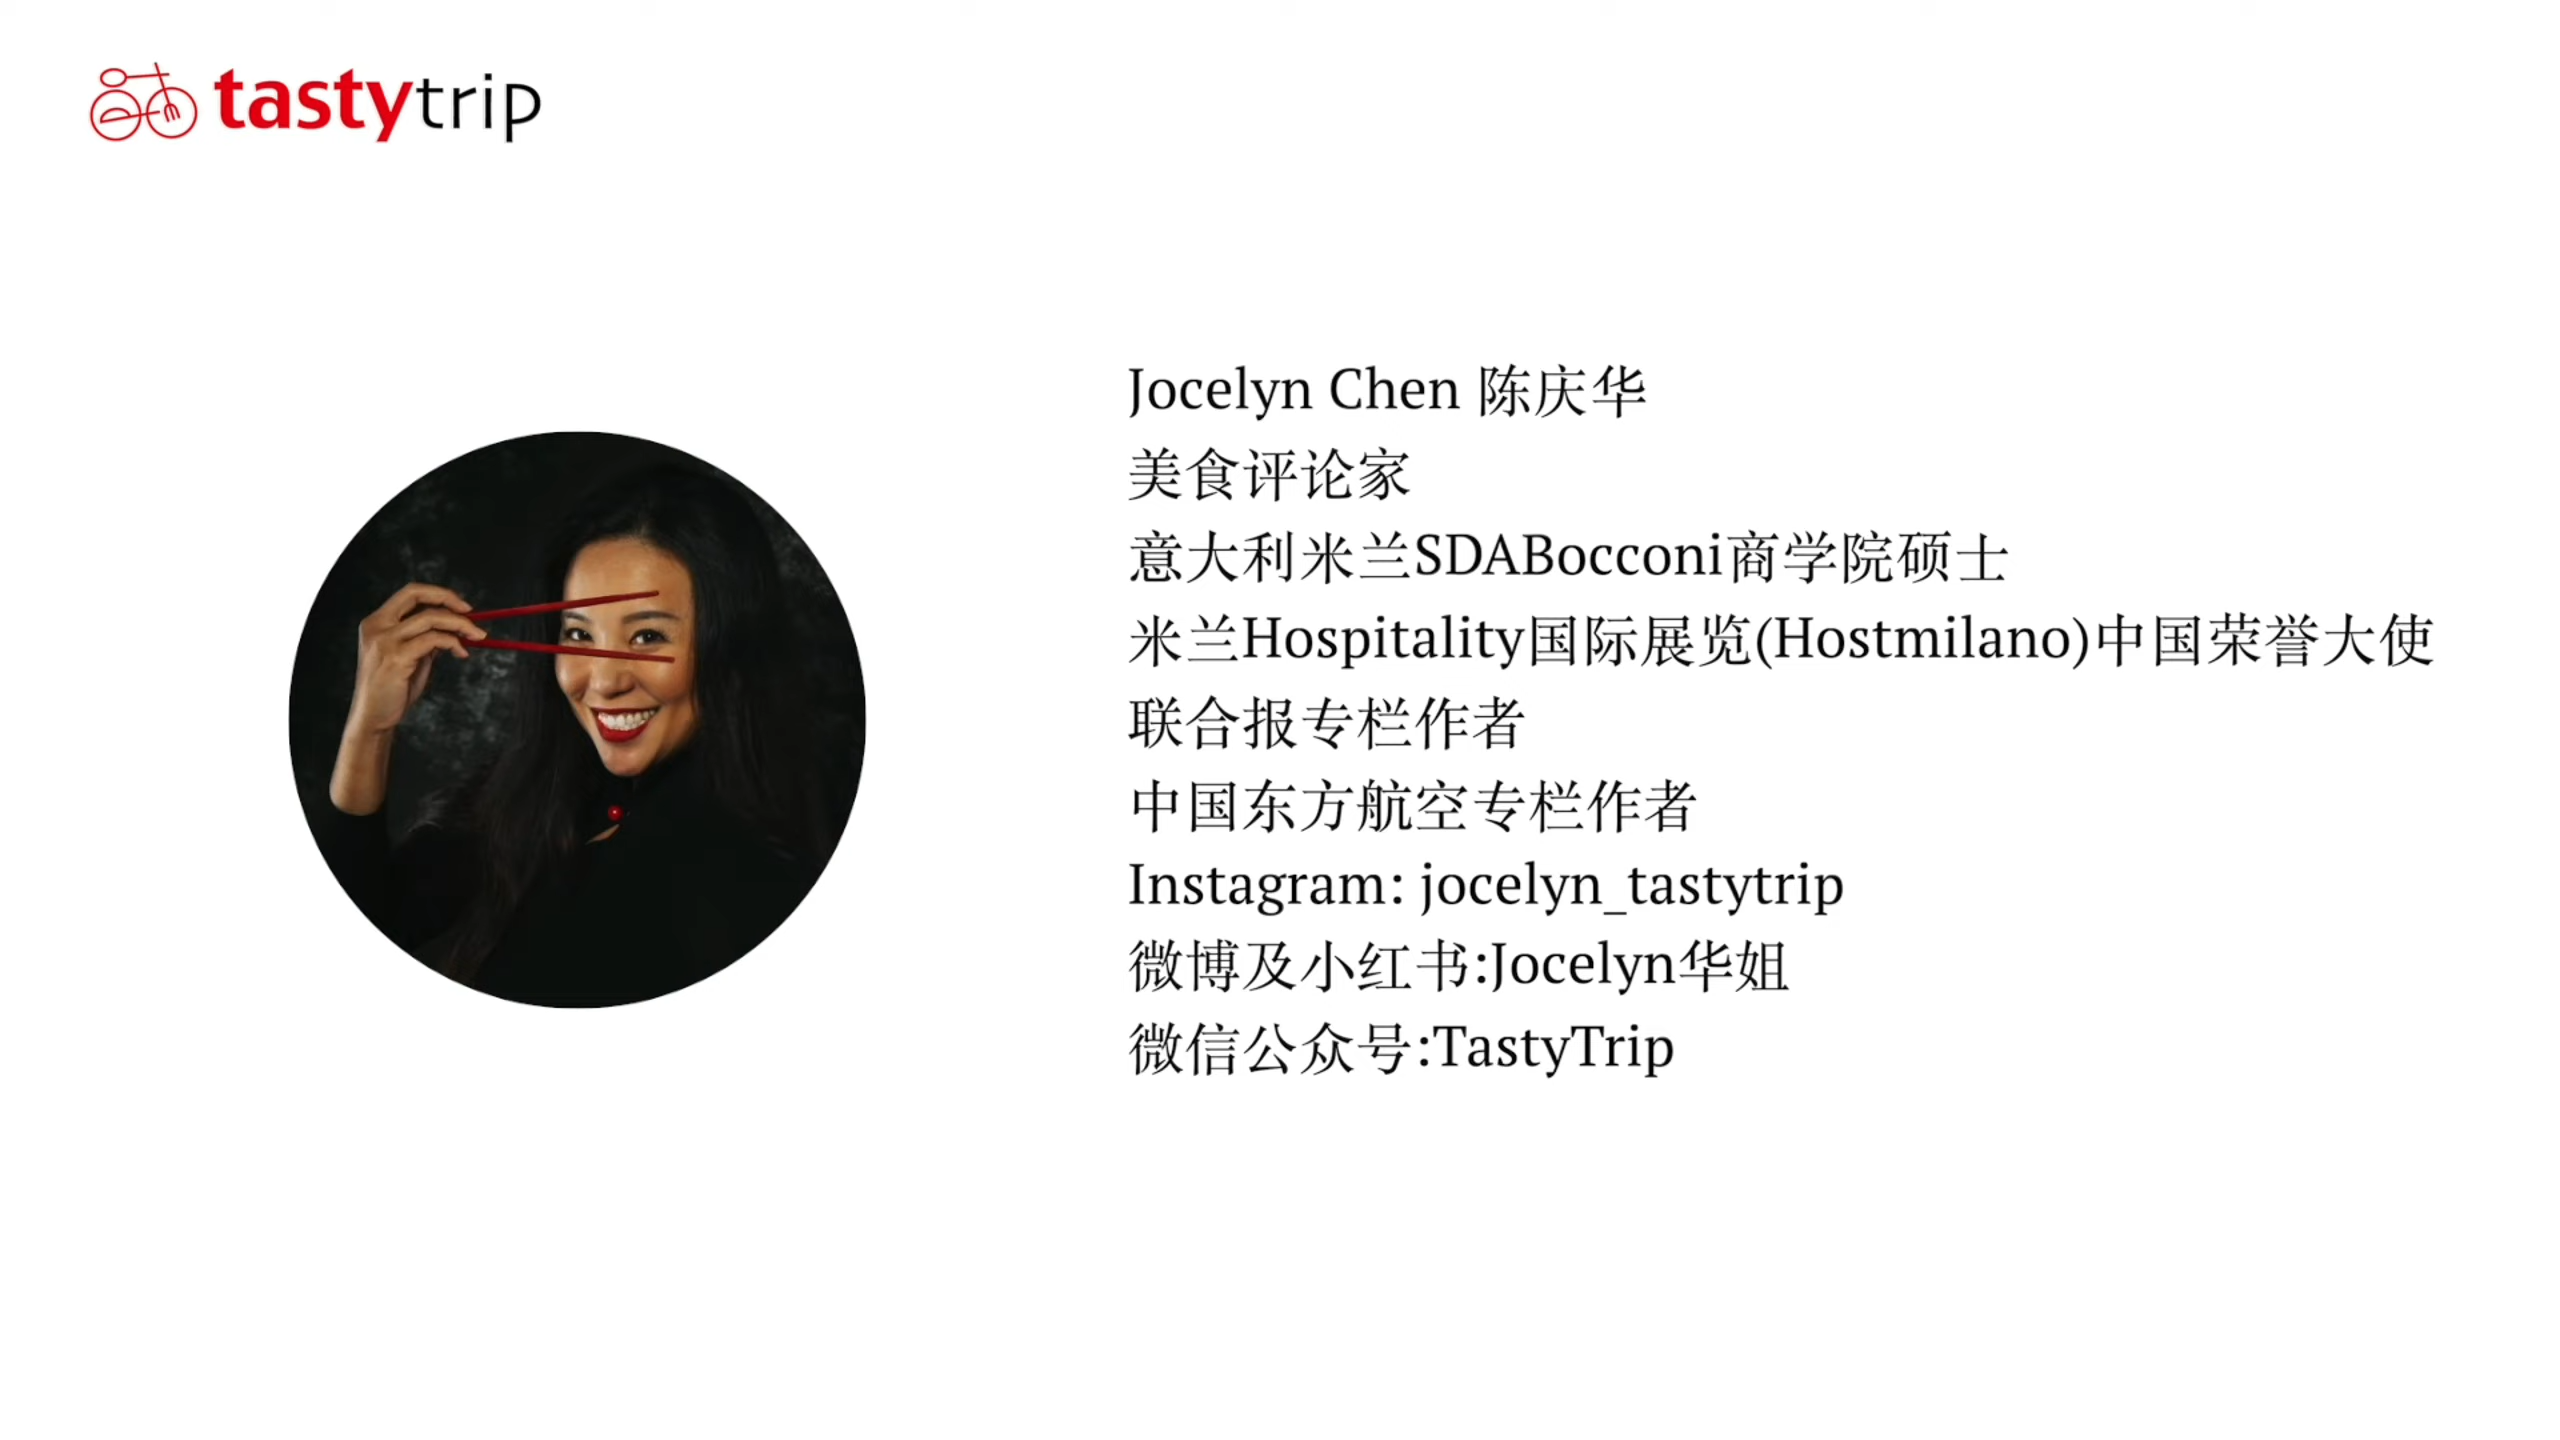 tastytrip
Jocelyn Chen 陈庆华
美食评论家
意大利米兰SDABocconi商学院硕士
米兰Hospitality国际展览(Hostmilano)中国荣誉大使
联合报专栏作者
中国东方航空专栏作者
Instagram: jocelyn_tastytrip
微博及小红书:Jocelyn华姐
微信公众号:TastyTrip